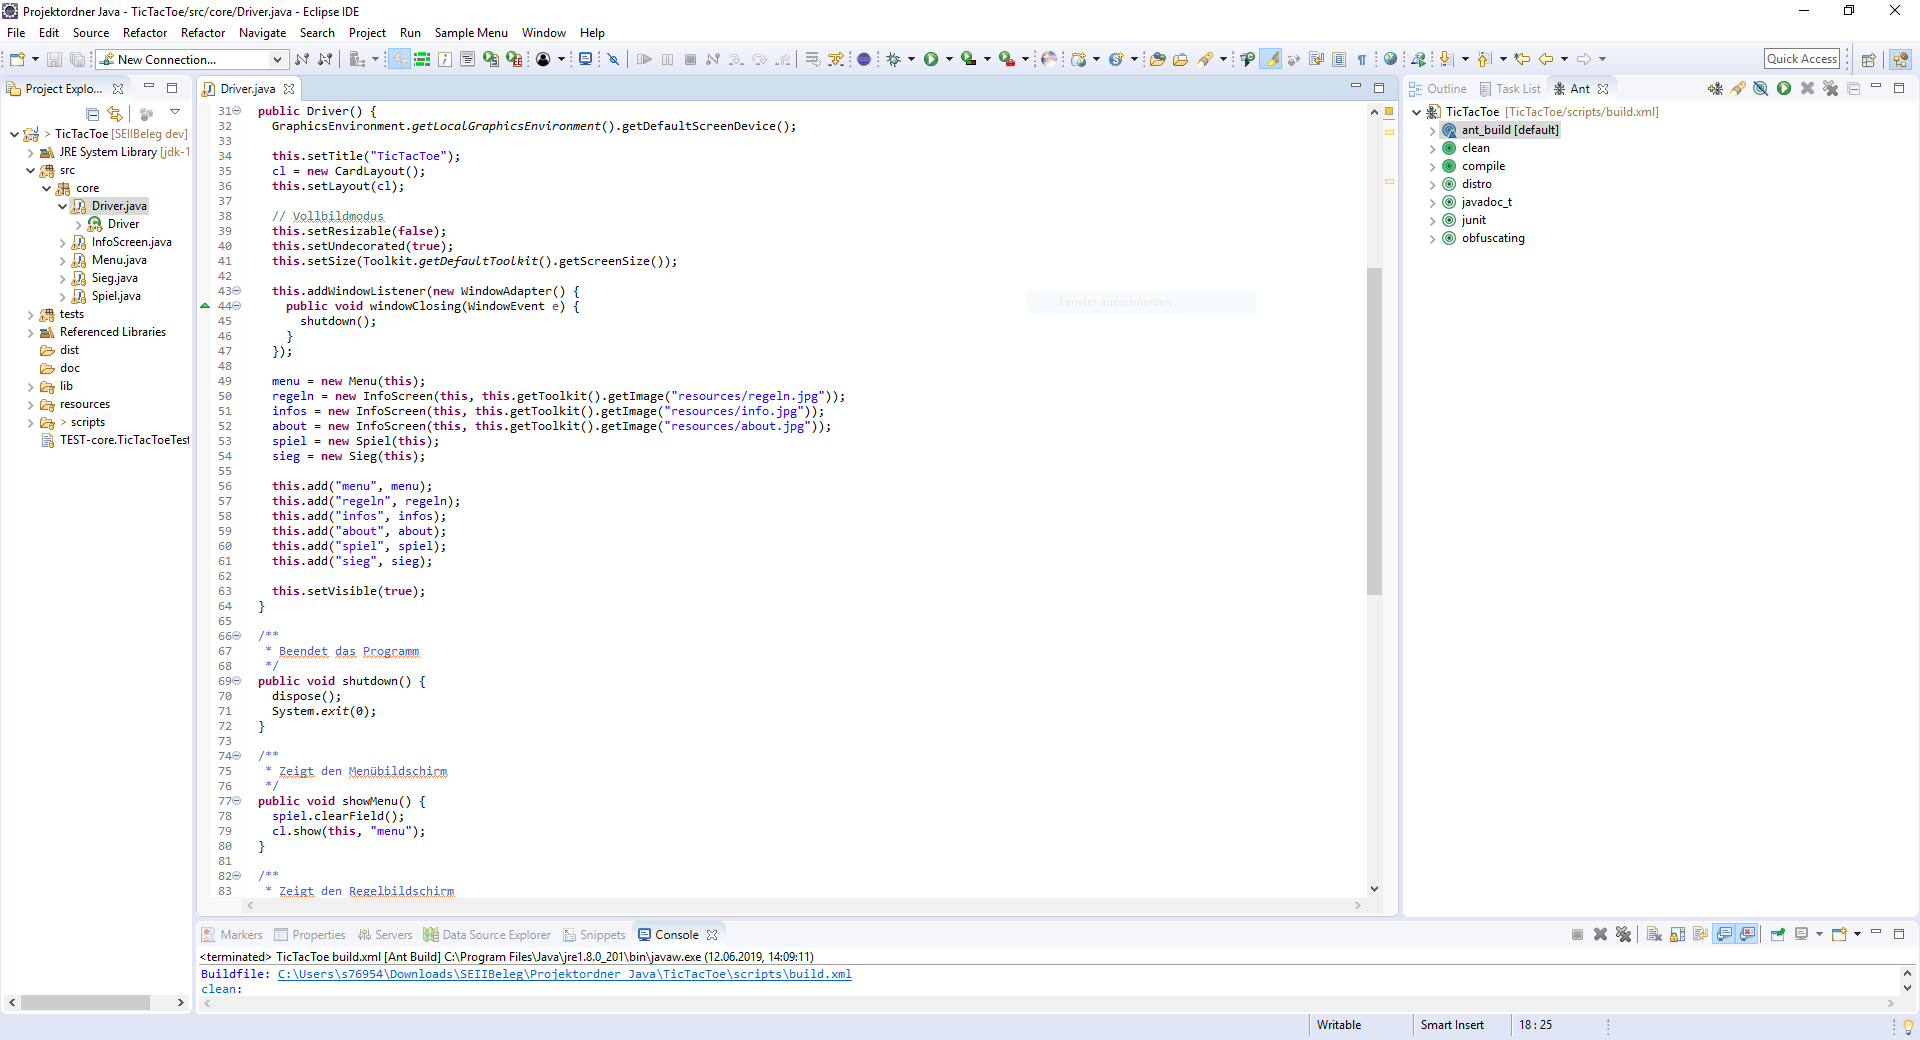 Projektordner Java - TicTacToe/src/core/Driver.java - Eclipse IDE
File Edit Source Refactor Refactor Navigate Search Project Run Sample Menu Window Help
New Connection...
Quick Access
Project Explo...
> TicTacToe [SEIIBeleg dev]
JRE System Library [jdk-1
src
core
Driver.java
Driver
InfoScreen.java
Menu.java
Sieg.java
Spiel.java
tests
Referenced Libraries
dist
doc
lib
resources
> scripts
TEST-core.TicTacToeTest
Driver.java
31 public Driver() {
32 GraphicsEnvironment.getLocalGraphicsEnvironment().getDefaultScreenDevice();
33
34 this.setTitle("TicTacToe");
35 cl = new CardLayout();
36 this.setLayout(cl);
37
38 // Vollbildmodus
39 this.setResizable(false);
40 this.setUndecorated(true);
41 this.setSize(Toolkit.getDefaultToolkit().getScreenSize());
42
43 this.addWindowListener(new WindowAdapter() {
44 public void windowClosing(WindowEvent e) {
45 shutdown();
46 }
47 });
48
49 menu = new Menu(this);
50 regeln = new InfoScreen(this, this.getToolkit().getImage("resources/regeln.jpg"));
51 infos = new InfoScreen(this, this.getToolkit().getImage("resources/info.jpg"));
52 about = new InfoScreen(this, this.getToolkit().getImage("resources/about.jpg"));
53 spiel = new Spiel(this);
54 sieg = new Sieg(this);
55
56 this.add("menu", menu);
57 this.add("regeln", regeln);
58 this.add("infos", infos);
59 this.add("about", about);
60 this.add("spiel", spiel);
61 this.add("sieg", sieg);
62
63 this.setVisible(true);
64 }
65
66 /**
67 * Beendet das Programm
68 */
69 public void shutdown() {
70 dispose();
71 System.exit(0);
72 }
73
74 /**
75 * Zeigt den Menübildschirm
76 */
77 public void showMenu() {
78 spiel.clearField();
79 cl.show(this, "menu");
80 }
81
82 /**
83 * Zeigt den Regelbildschirm
Fenster ausschneiden
Outline Task List Ant
TicTacToe [TicTacToe/scripts/build.xml]
ant_build [default]
clean
compile
distro
javadoc_t
junit
obfuscating
Markers Properties Servers Data Source Explorer Snippets Console
<terminated> TicTacToe build.xml [Ant Build] C:\Program Files\Java\jre1.8.0_201\bin\javaw.exe (12.06.2019, 14:09:11)
Buildfile: C:\Users\s76954\Downloads\SEIIBeleg\Projektordner Java\TicTacToe\scripts\build.xml
clean:
Writable Smart Insert 18 : 25